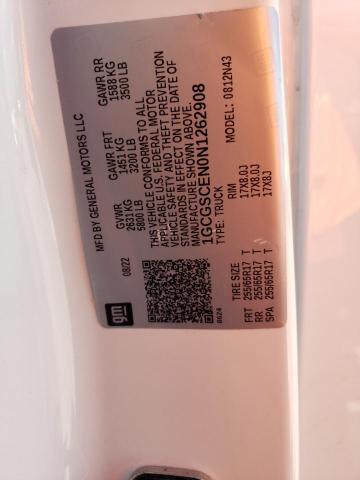 MFD BY GENERAL MOTORS LLC
08/22 GVWR GAWR FRT GAWR RR
2631 KG 1451 KG 1588 KG
5800 LB 3200 LB 3500 LB
THIS VEHICLE CONFORMS TO ALL
APPLICABLE U.S. FEDERAL MOTOR
VEHICLE SAFETY AND THEFT PREVENTION
STANDARDS IN EFFECT ON THE DATE OF
MANUFACTURE SHOWN ABOVE.
1GCGSCEN0N1262908
TYPE: TRUCK MODEL: 0812N43
TIRE SIZE RIM
FRT 255/65R17 T 17X8.0J
RR 255/65R17 T 17X8.0J
SPA 255/65R17 T 17X8J
gm
8624